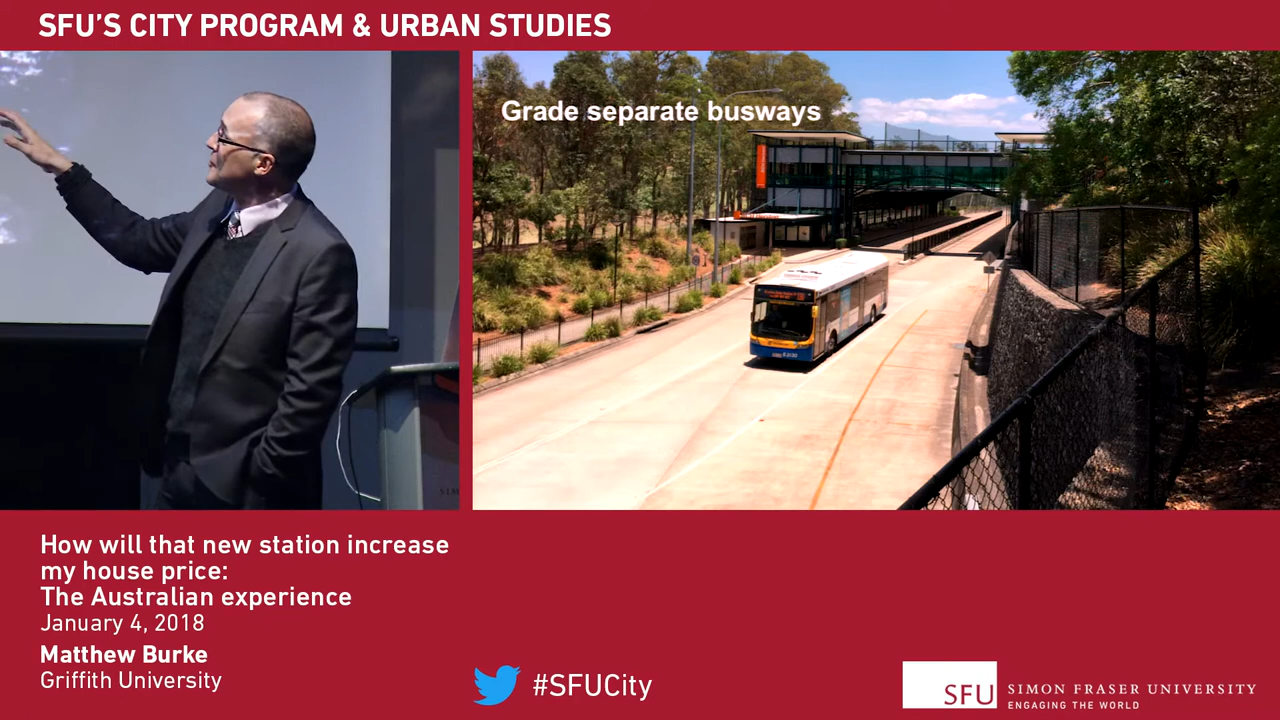 SFU'S CITY PROGRAM & URBAN STUDIES
Grade separate busways
How will that new station increase
my house price:
The Australian experience
January 4, 2018
Matthew Burke
Griffith University
#SFUCity
SFU
SIMON FRASER UNIVERSITY
ENGAGING THE WORLD